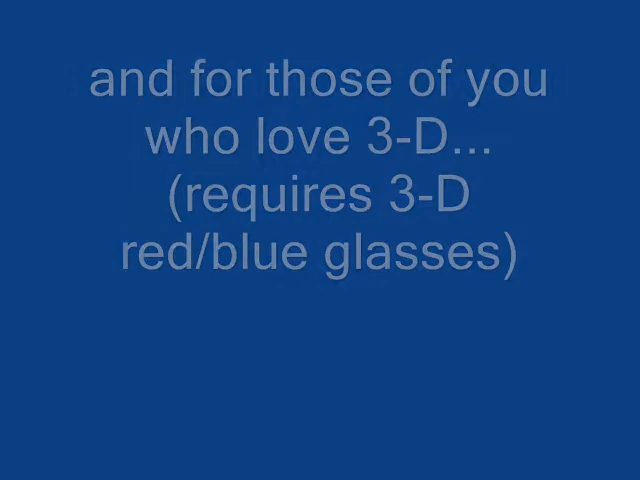 and for those of you
who love 3-D...
(requires 3-D
red/blue glasses)